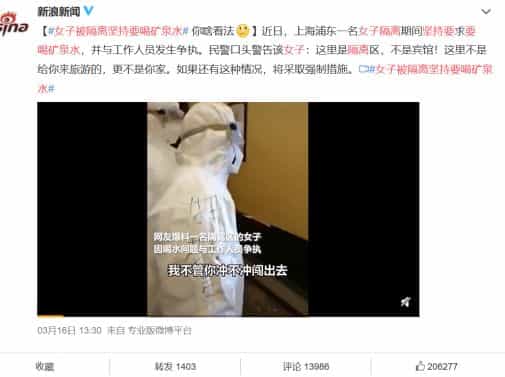 新浪新闻
#女子被隔离坚持要喝矿泉水# 你啥看法 近日，上海浦东一名女子隔离期间坚持要求要
喝矿泉水，并与工作人员发生争执。民警口头警告该女子：这里是隔离区，不是宾馆！这里不是
给你来旅游的，更不是你家。如果还有这种情况，将采取强制措施。#女子被隔离坚持要喝矿泉
水#
网友爆料一名隔离区的女子
因喝水问题与工作人员争执
我不管你冲不冲闯出去
03月16日 13:30 来自 专业版微博平台
收藏 转发 1403 评论 13986 206277